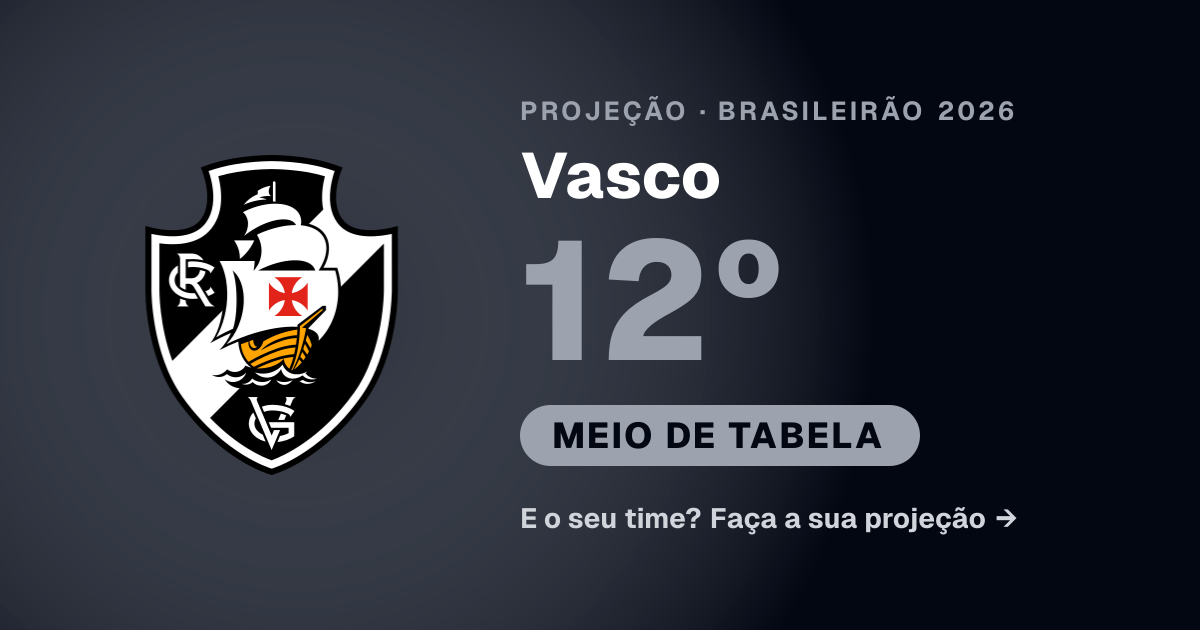 PROJEÇÃO · BRASILEIRÃO 2026
Vasco
12º
MEIO DE TABELA
E o seu time? Faça a sua projeção →